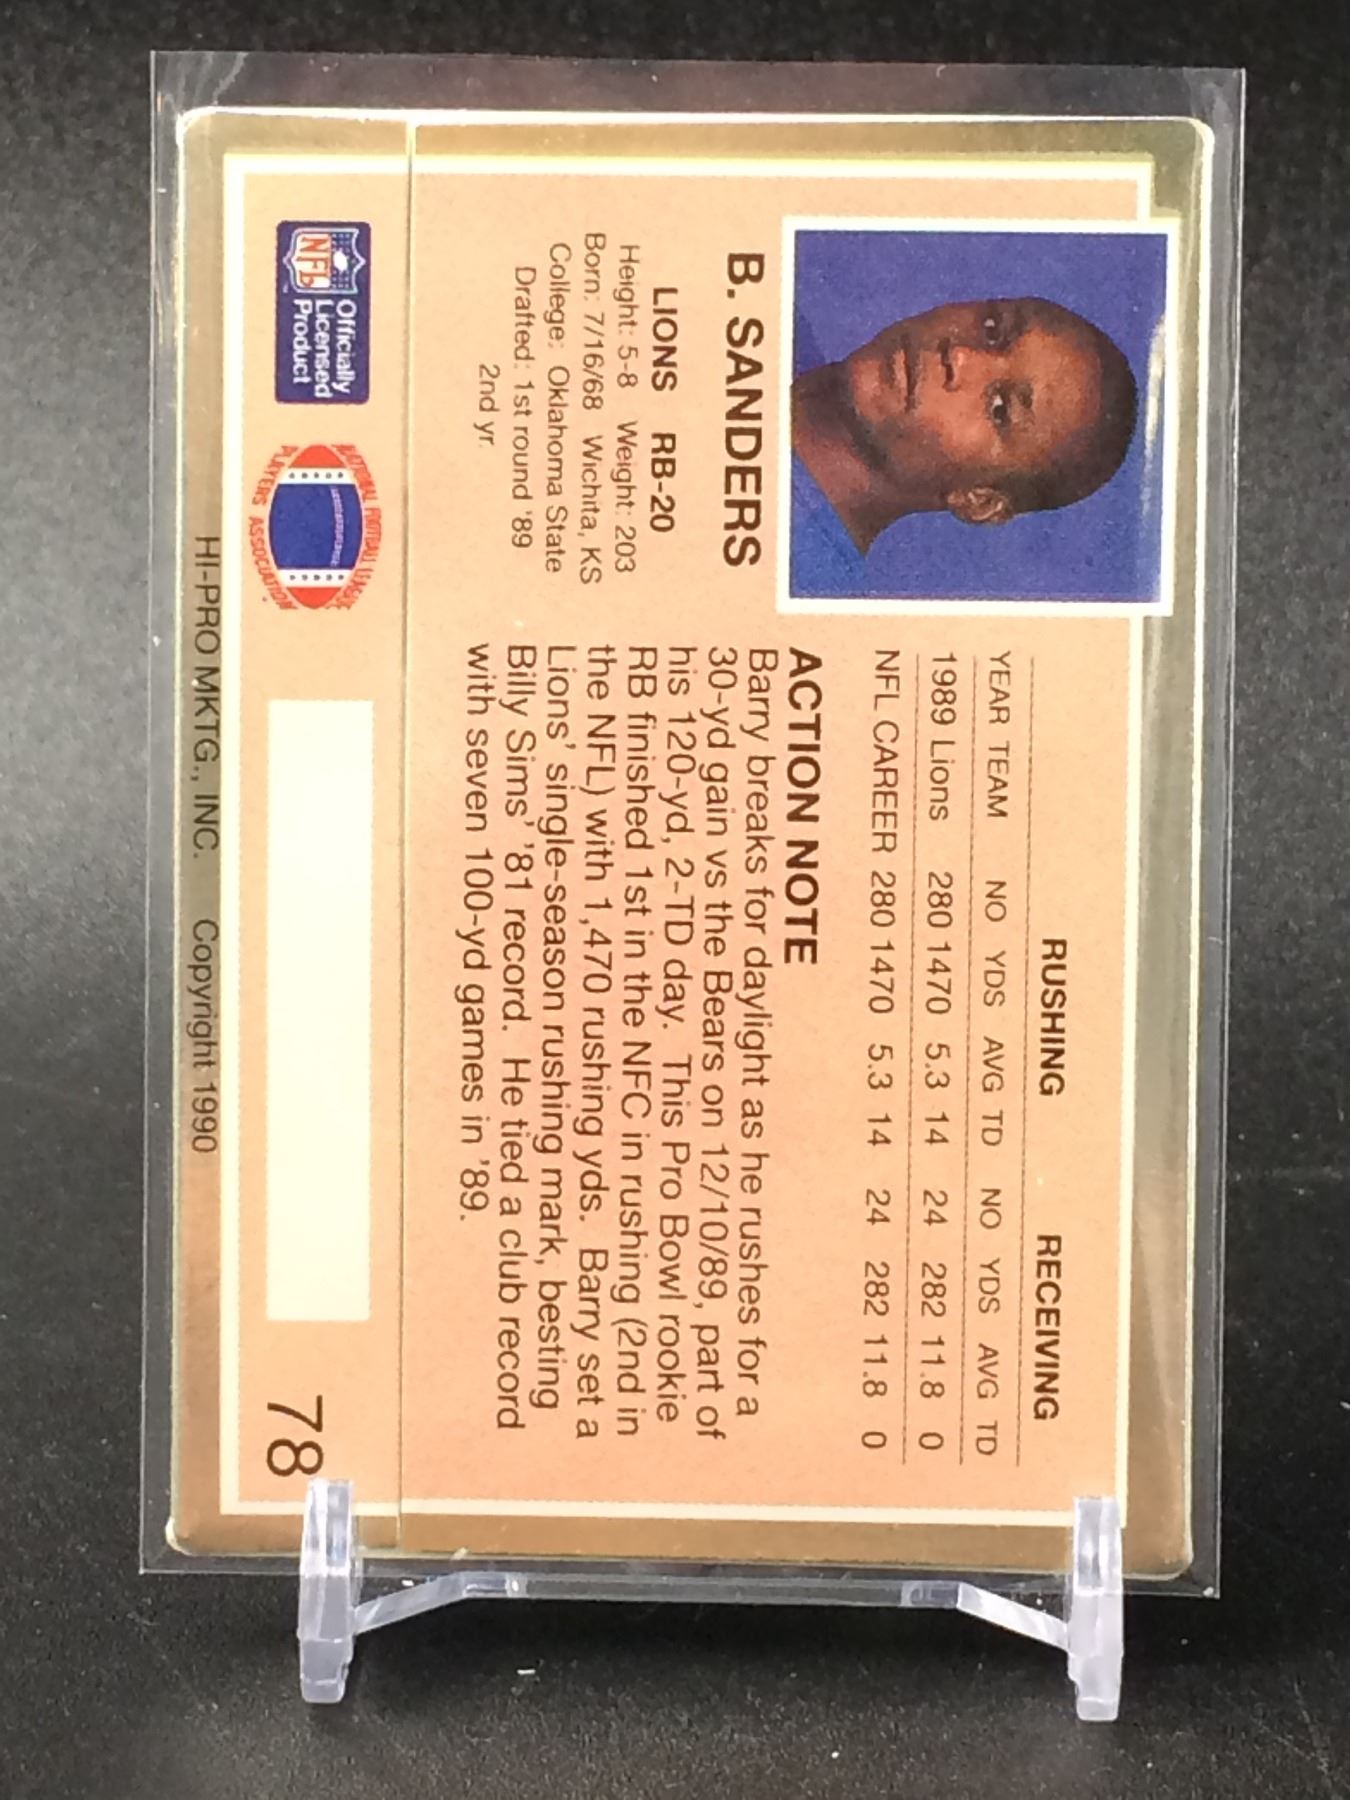 B. SANDERS
LIONS RB-20
Height: 5-8 Weight: 203
Born: 7/16/68 Wichita, KS
College: Oklahoma State
Drafted: 1st round '89
2nd yr.
RUSHING RECEIVING
YEAR TEAM NO YDS AVG TD NO YDS AVG TD
1989 Lions 280 1470 5.3 14 24 282 11.8 0
NFL CAREER 280 1470 5.3 14 24 282 11.8 0
ACTION NOTE
Barry breaks for daylight as he rushes for a
30-yd gain vs the Bears on 12/10/89, part of
his 120-yd, 2-TD day. This Pro Bowl rookie
RB finished 1st in the NFC in rushing (2nd in
the NFL) with 1,470 rushing yds. Barry set a
Lions' single-season rushing mark, besting
Billy Sims' '81 record. He tied a club record
with seven 100-yd games in '89.
NFL
Officially
Licensed
Product
NATIONAL FOOTBALL LEAGUE
PLAYERS ASSOCIATION
78
HI-PRO MKTG., INC. Copyright 1990